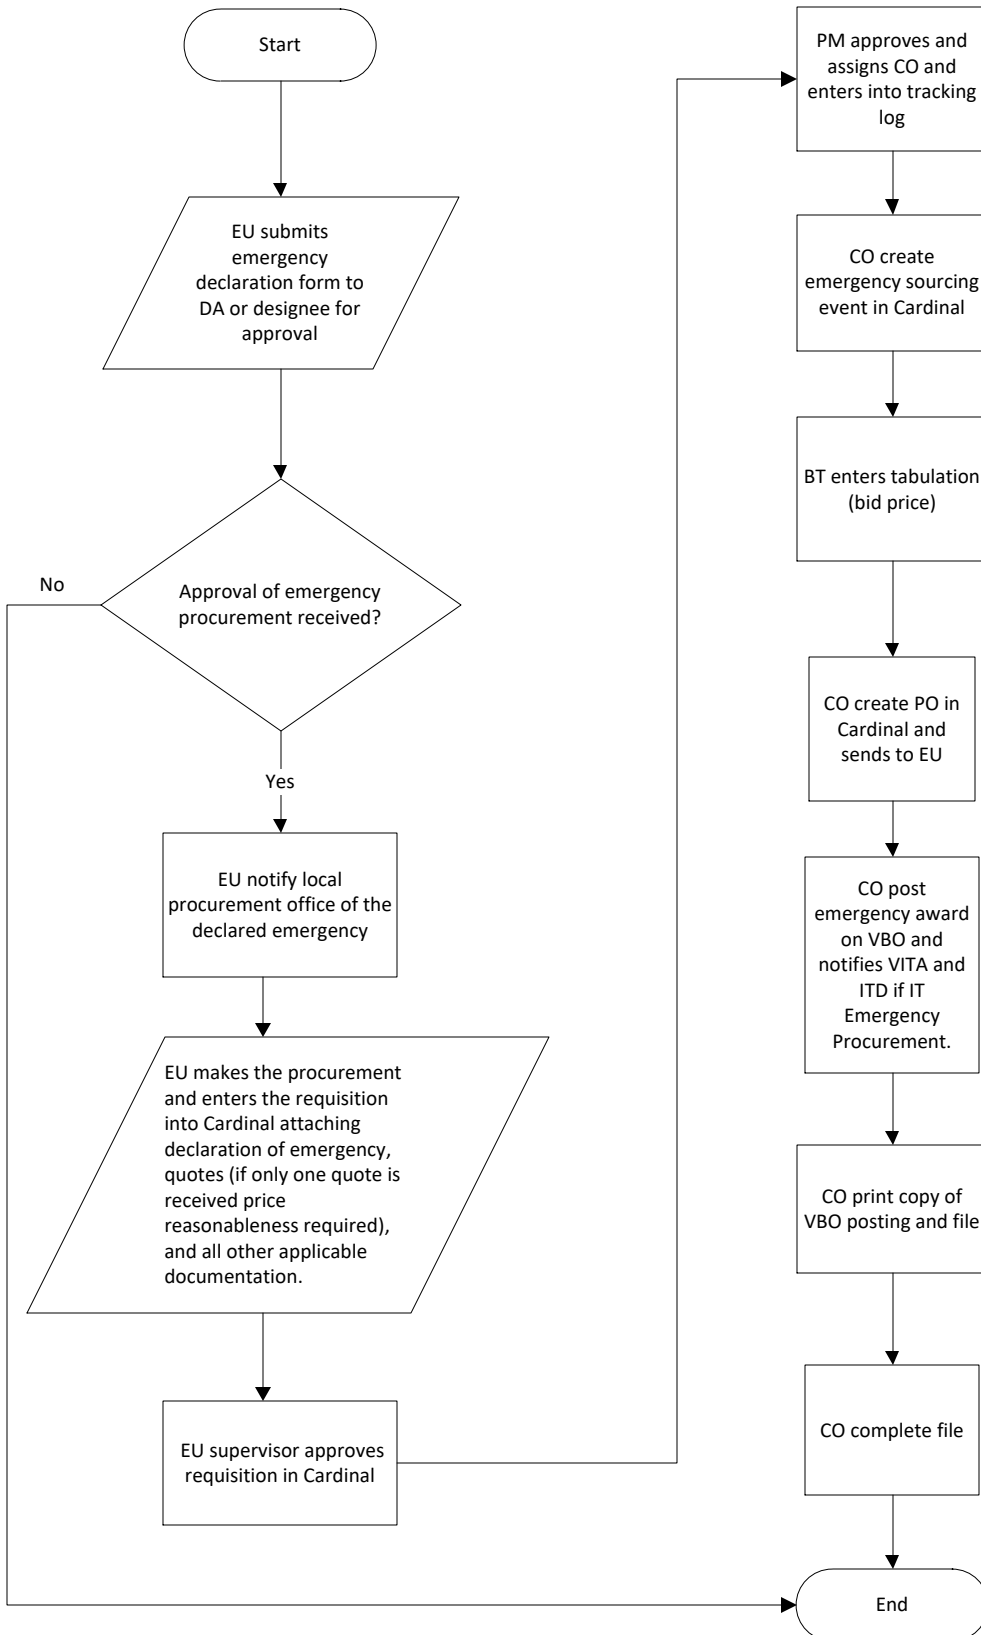 Start
EU submits
emergency
declaration form to
DA or designee for
approval
Approval of emergency
procurement received?
No
Yes
EU notify local
procurement office of the
declared emergency
EU makes the procurement
and enters the requisition
into Cardinal attaching
declaration of emergency,
quotes (if only one quote is
received price
reasonableness required),
and all other applicable
documentation.
EU supervisor approves
requisition in Cardinal
PM approves and
assigns CO and
enters into tracking
log
CO create
emergency sourcing
event in Cardinal
BT enters tabulation
(bid price)
CO create PO in
Cardinal and
sends to EU
CO post
emergency award
on VBO and
notifies VITA and
ITD if IT
Emergency
Procurement.
CO print copy of
VBO posting and file
CO complete file
End